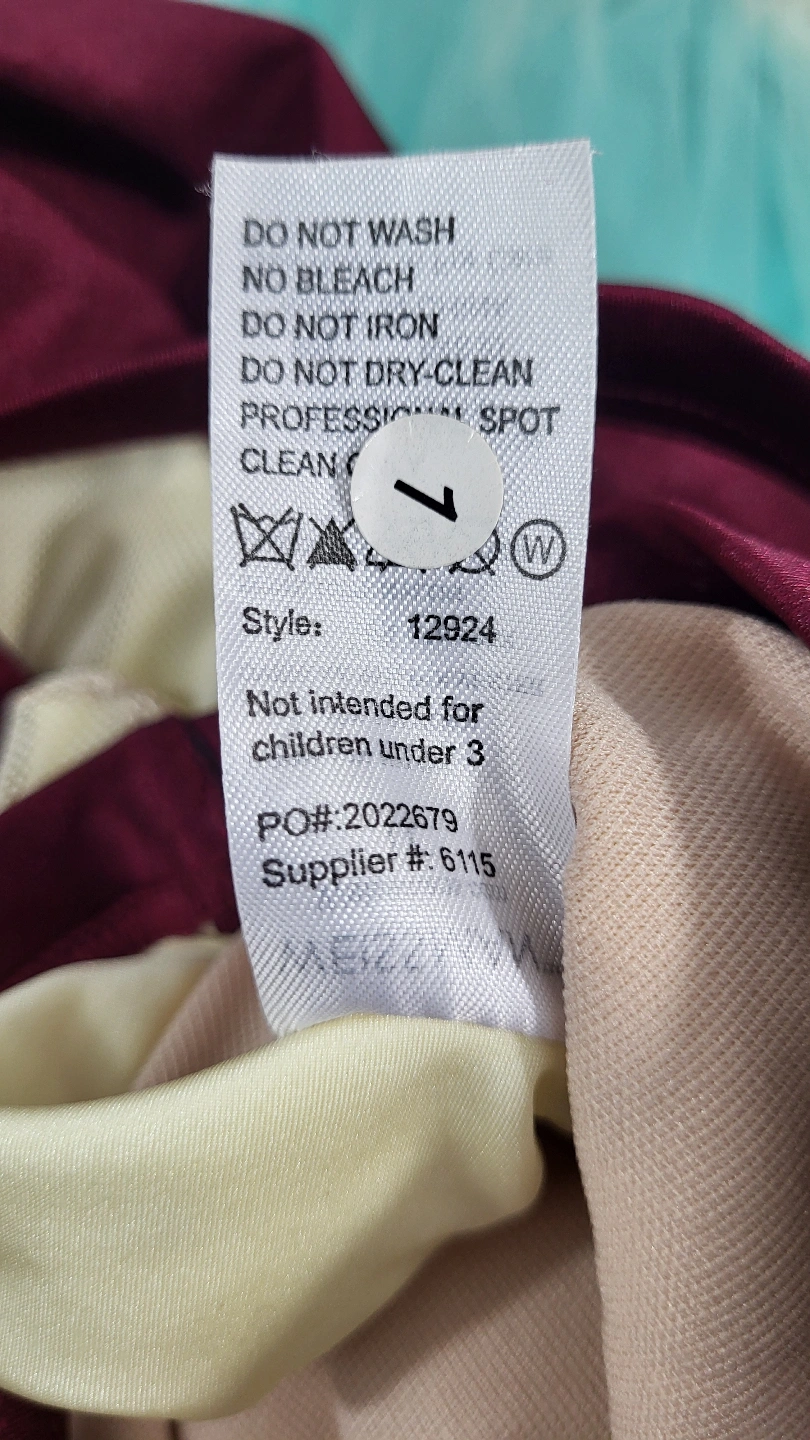 DO NOT WASH
NO BLEACH
DO NOT IRON
DO NOT DRY-CLEAN
PROFESSIONAL SPOT
CLEAN
1
W
Style: 12924
Not intended for
children under 3
PO#:2022679
Supplier #: 6115